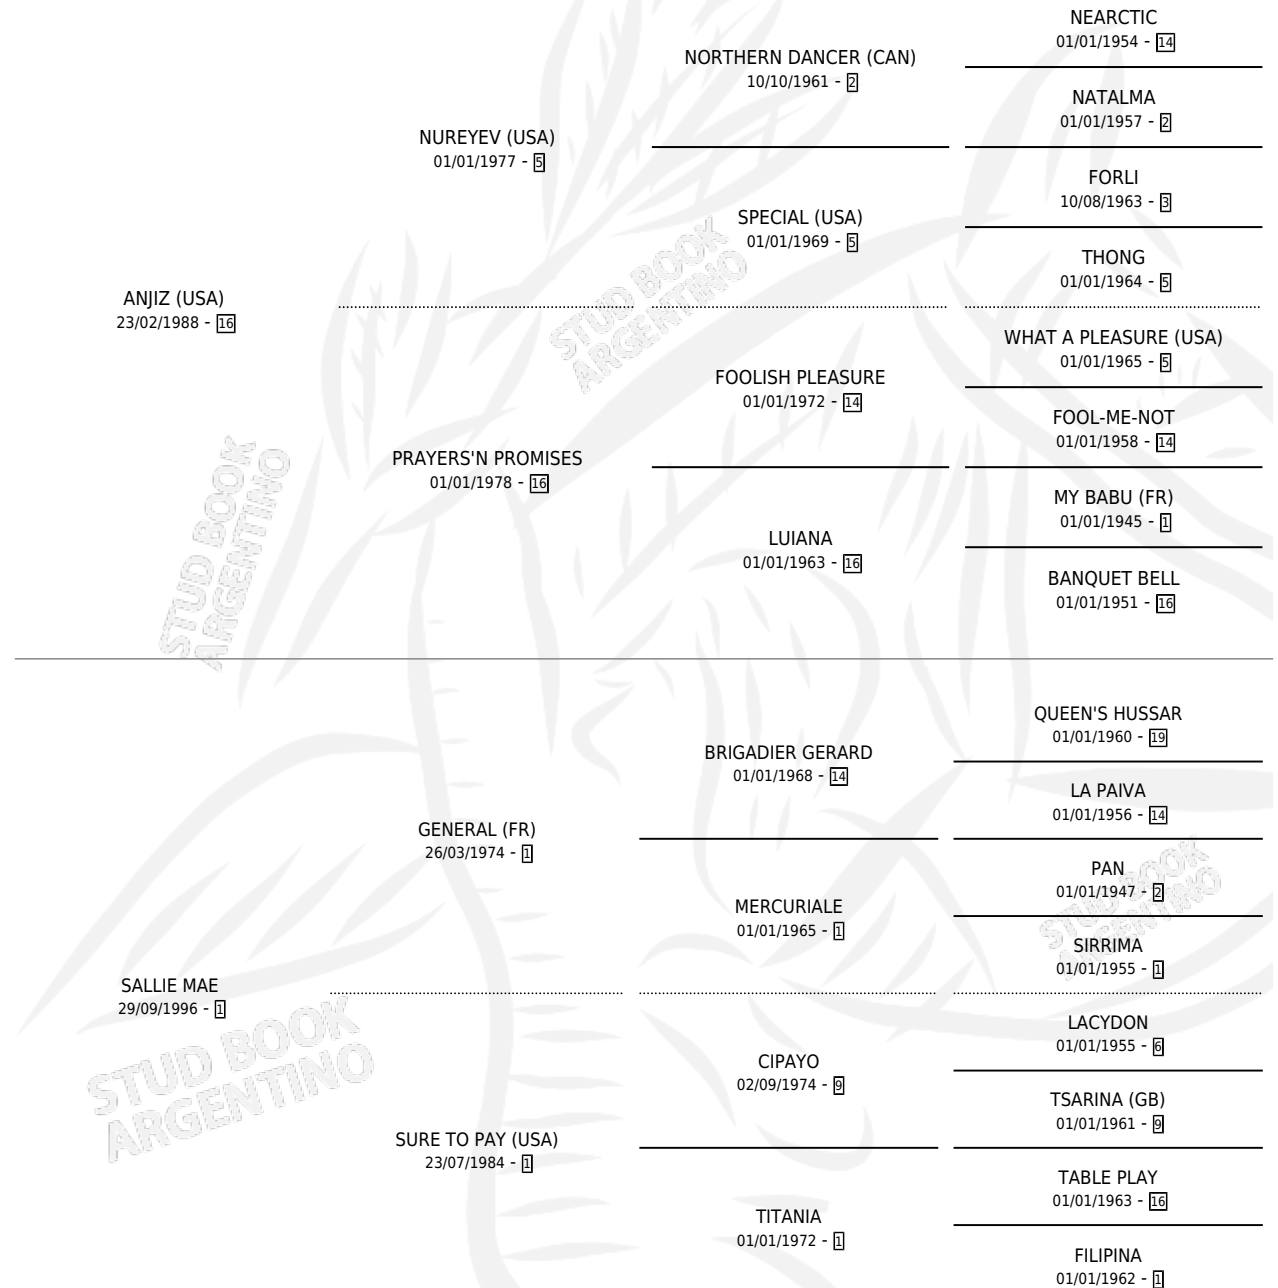 NEARCTIC
01/01/1954 - 14
NORTHERN DANCER (CAN)
10/10/1961 - 2
NATALMA
01/01/1957 - 2
NUREYEV (USA)
01/01/1977 - 5
FORLI
10/08/1963 - 3
SPECIAL (USA)
01/01/1969 - 5
THONG
01/01/1964 - 5
ANJIZ (USA)
23/02/1988 - 16
STUD BOOK
ARGENTINO
WHAT A PLEASURE (USA)
01/01/1965 - 5
FOOLISH PLEASURE
01/01/1972 - 14
FOOL-ME-NOT
01/01/1958 - 14
PRAYERS'N PROMISES
01/01/1978 - 16
MY BABU (FR)
01/01/1945 - 1
LUIANA
01/01/1963 - 16
BANQUET BELL
01/01/1951 - 16
STUD BOOK
ARGENTINO
QUEEN'S HUSSAR
01/01/1960 - 19
BRIGADIER GERARD
01/01/1968 - 14
LA PAIVA
01/01/1956 - 14
GENERAL (FR)
26/03/1974 - 1
PAN
01/01/1947 - 2
MERCURIALE
01/01/1965 - 1
STUD BOOK
ARGENTINO
SIRRIMA
01/01/1955 - 1
SALLIE MAE
29/09/1996 - 1
STUD BOOK
ARGENTINO
LACYDON
01/01/1955 - 6
CIPAYO
02/09/1974 - 9
TSARINA (GB)
01/01/1961 - 9
SURE TO PAY (USA)
23/07/1984 - 1
TABLE PLAY
01/01/1963 - 16
TITANIA
01/01/1972 - 1
FILIPINA
01/01/1962 - 1